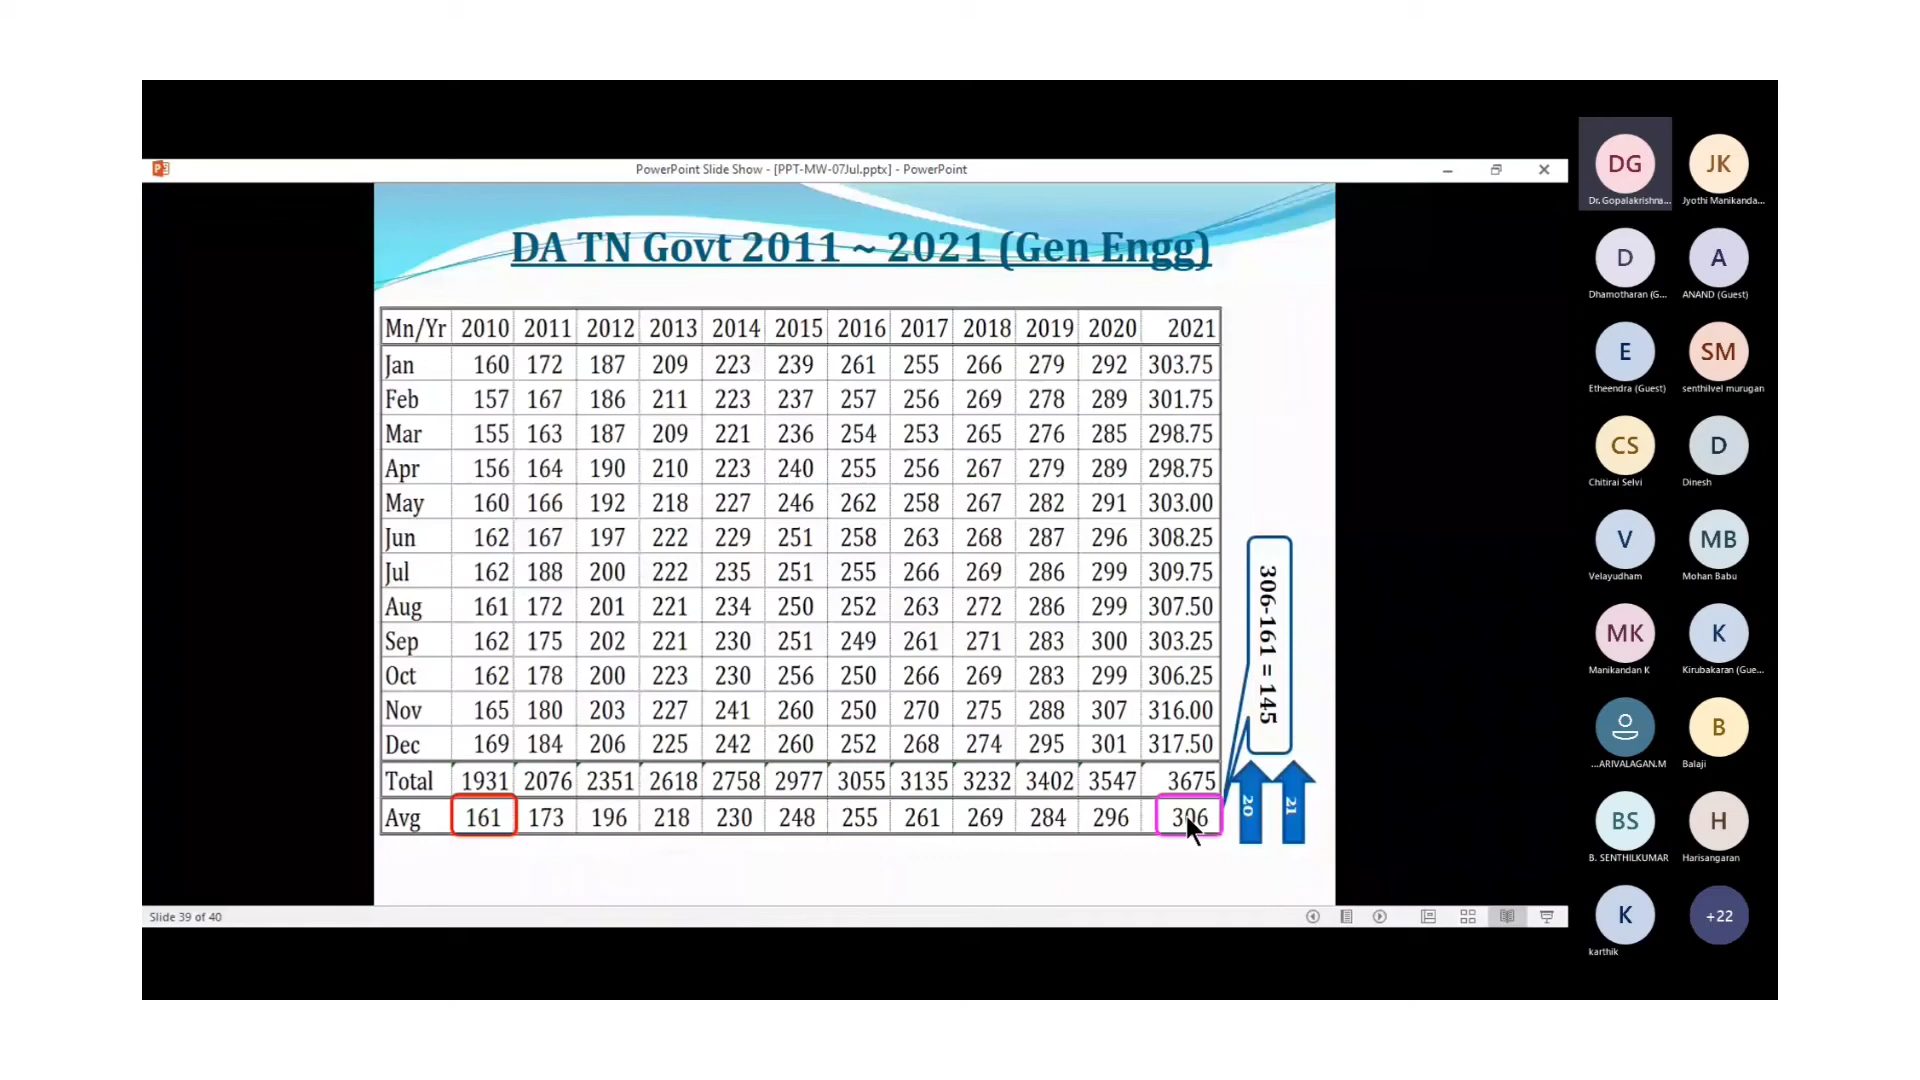 PowerPoint Slide Show - [PPT-MW-07Jul.pptx] - PowerPoint
DA TN Govt 2011 ~ 2021 (Gen Engg)
Mn/Yr 2010 2011 2012 2013 2014 2015 2016 2017 2018 2019 2020 2021
Jan 160 172 187 209 223 239 261 255 266 279 292 303.75
Feb 157 167 186 211 223 237 257 256 269 278 289 301.75
Mar 155 163 187 209 221 236 254 253 265 276 285 298.75
Apr 156 164 190 210 223 240 255 256 267 279 289 298.75
May 160 166 192 218 227 246 262 258 267 282 291 303.00
Jun 162 167 197 222 229 251 258 263 268 287 296 308.25
Jul 162 188 200 222 235 251 255 266 269 286 299 309.75
Aug 161 172 201 221 234 250 252 263 272 286 299 307.50
Sep 162 175 202 221 230 251 249 261 271 283 300 303.25
Oct 162 178 200 223 230 256 250 266 269 283 299 306.25
Nov 165 180 203 227 241 260 250 270 275 288 307 316.00
Dec 169 184 206 225 242 260 252 268 274 295 301 317.50
Total 1931 2076 2351 2618 2758 2977 3055 3135 3232 3402 3547 3675
Avg 161 173 196 218 230 248 255 261 269 284 296 306
306-161 = 145
20 21
Slide 39 of 40
DG JK
Dr. Gopalakrishna... Jyothi Manikanda...
D A
Dhamotharan (G... ANAND (Guest)
E SM
Etheendra (Guest) senthilvel murugan
CS D
Chitirai Selvi Dinesh
V MB
Velayudham Mohan Babu
MK K
Manikandan K Kirubakaran (Gue...
B
...ARIVALAGAN.M Balaji
BS H
B. SENTHILKUMAR Harisangaran
K +22
karthik